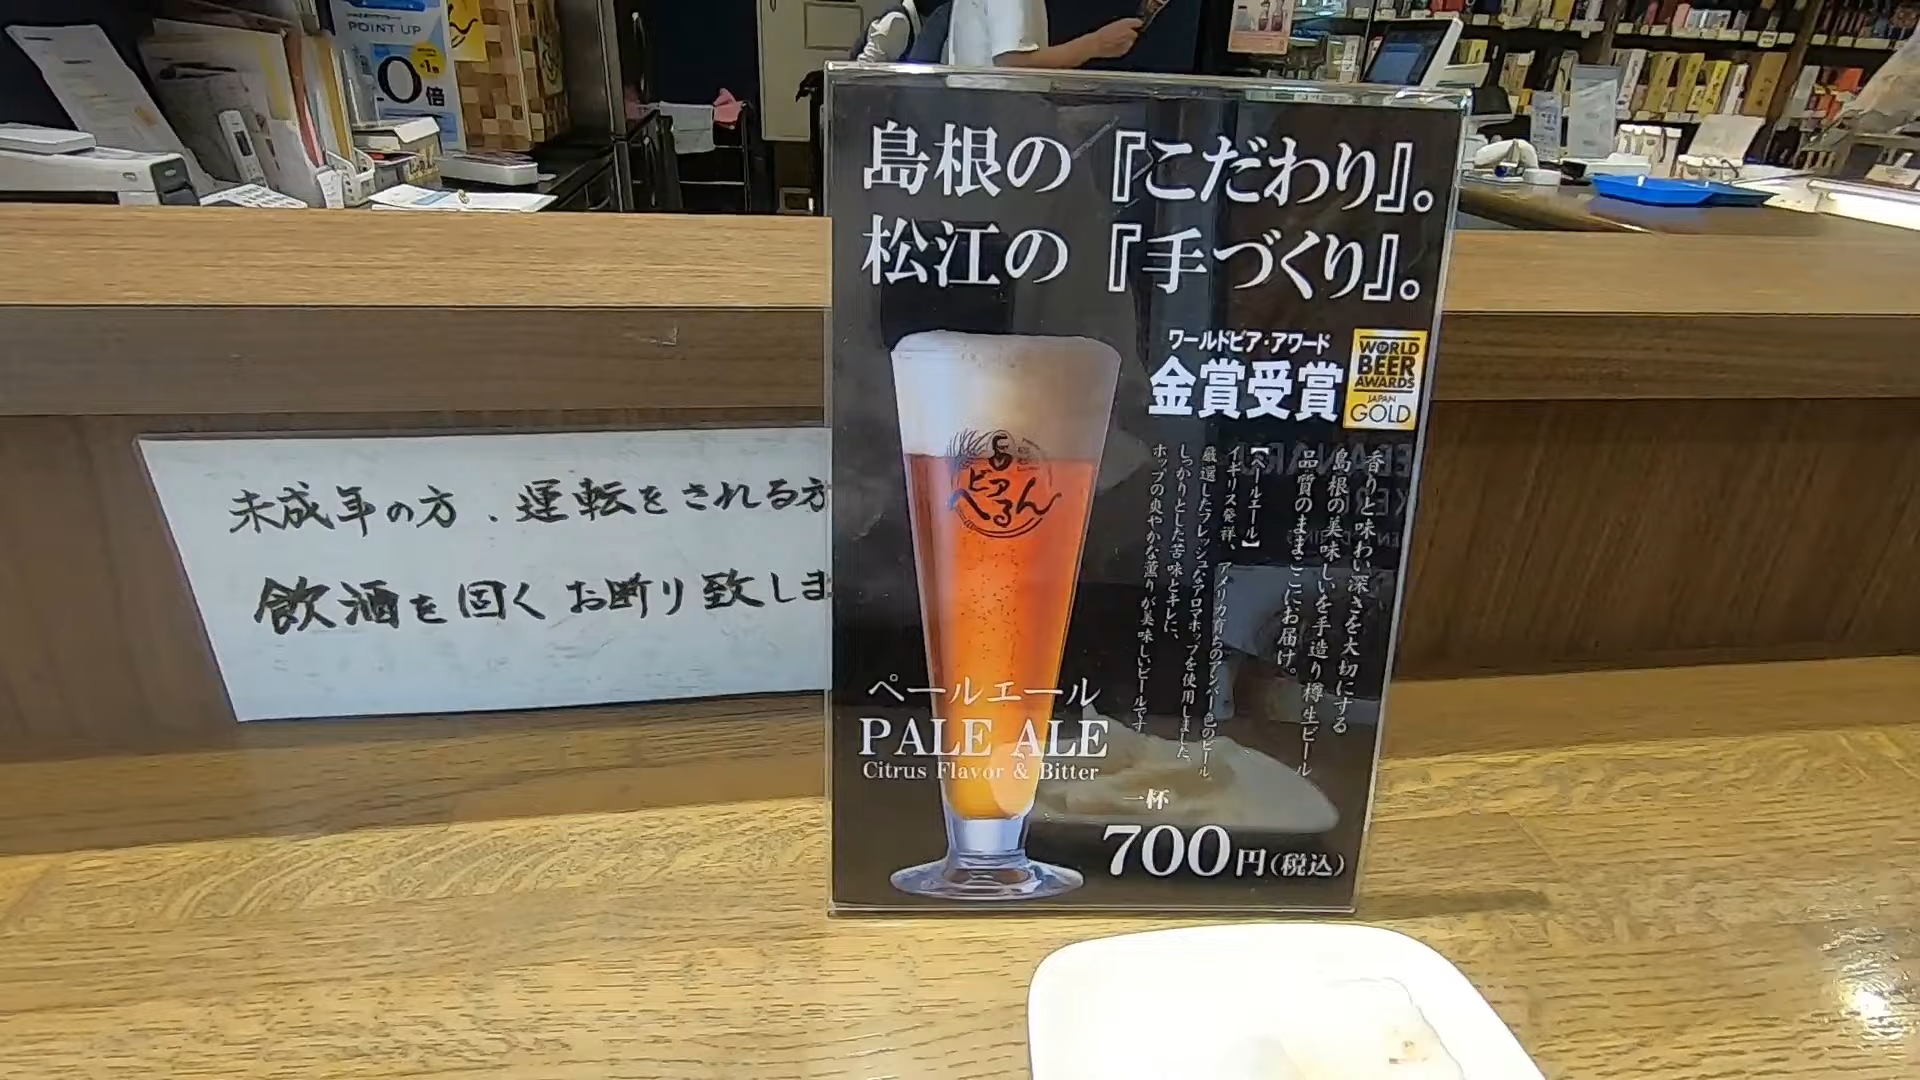 POINT UP
0倍
未成年の方、運転をされる方
飲酒を固くお断り致しま
島根の『こだわり』。
松江の『手づくり』。
ワールドビア・アワード
金賞受賞
WORLD
BEER
AWARDS
JAPAN
GOLD
ビアへるん
香りと味わい深さを大切にする
島根の美味しいを手造り樽生ビール
品質のままここにお届け。
【ペールエール】
イギリス発祥、アメリカ育ちのアンバー色のビール。
厳選したフレッシュなアロマホップを使用しました。
しっかりとした苦味とキレに、
ホップの爽やかな薫りが美味しいビールです。
ペールエール
PALE ALE
Citrus Flavor & Bitter
一杯
700円(税込)